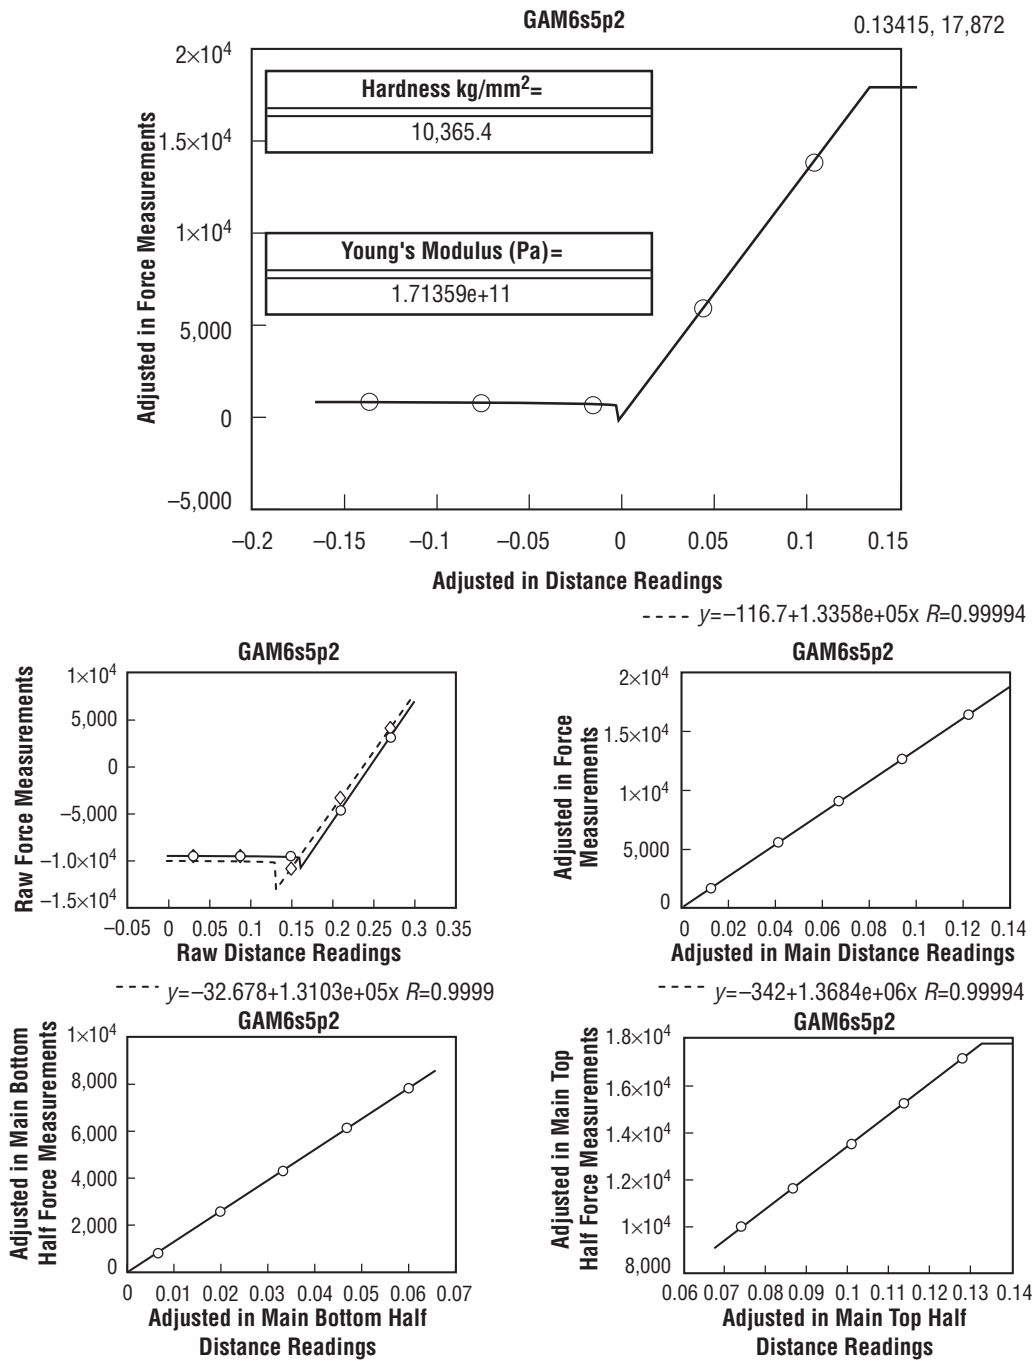 GAM6s5p2
0.13415, 17,872
Adjusted in Force Measurements
2×10⁴
1.5×10⁴
1×10⁴
5,000
0
–5,000
Hardness kg/mm²=
10,365.4
Young's Modulus (Pa)=
1.71359e+11
–0.2 –0.15 –0.1 –0.05 0 0.05 0.1 0.15
Adjusted in Distance Readings
y=–116.7+1.3358e+05x R=0.99994
GAM6s5p2
Raw Force Measurements
1×10⁴
5,000
0
–5,000
–1.0×10⁴
–1.5×10⁴
–0.05 0 0.05 0.1 0.15 0.2 0.25 0.3 0.35
Raw Distance Readings
GAM6s5p2
Adjusted in Force
Measurements
2×10⁴
1.5×10⁴
1×10⁴
5,000
0
0 0.02 0.04 0.06 0.08 0.1 0.12 0.14
Adjusted in Main Distance Readings
y=–32.678+1.3103e+05x R=0.9999
GAM6s5p2
Adjusted in Main Bottom
Half Force Measurements
1×10⁴
8,000
6,000
4,000
2,000
0
0 0.01 0.02 0.03 0.04 0.05 0.06 0.07
Adjusted in Main Bottom Half
Distance Readings
y=–342+1.3684e+06x R=0.99994
GAM6s5p2
Adjusted in Main Top
Half Force Measurements
1.8×10⁴
1.6×10⁴
1.4×10⁴
1.2×10⁴
1×10⁴
8,000
0.06 0.07 0.08 0.09 0.1 0.11 0.12 0.13 0.14
Adjusted in Main Top Half
Distance Readings